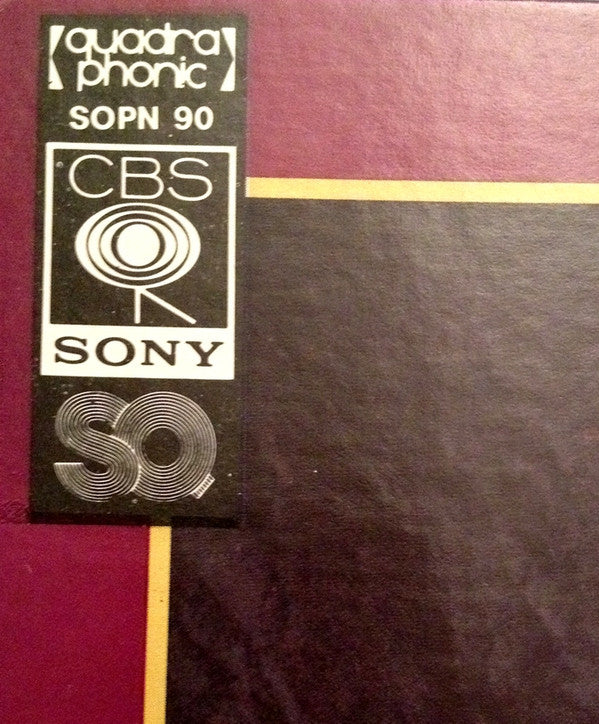 quadra
phonic
SOPN 90
CBS
SONY
SQ